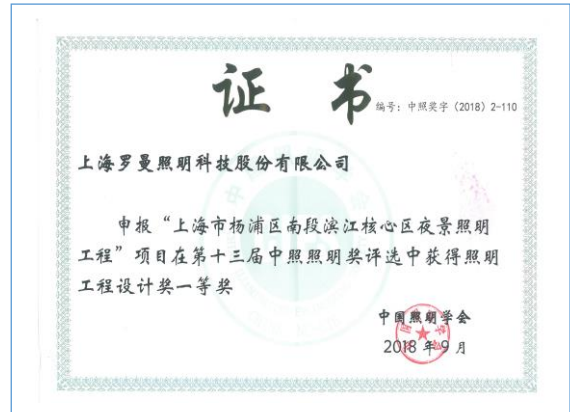 证 书
编号：中照奖字（2018）2-110
上海罗曼照明科技股份有限公司
申报“上海市杨浦区南段滨江核心区夜景照明
工程”项目在第十三届中照照明奖评选中获得照明
工程设计奖一等奖
中国照明学会
2018 年 9 月